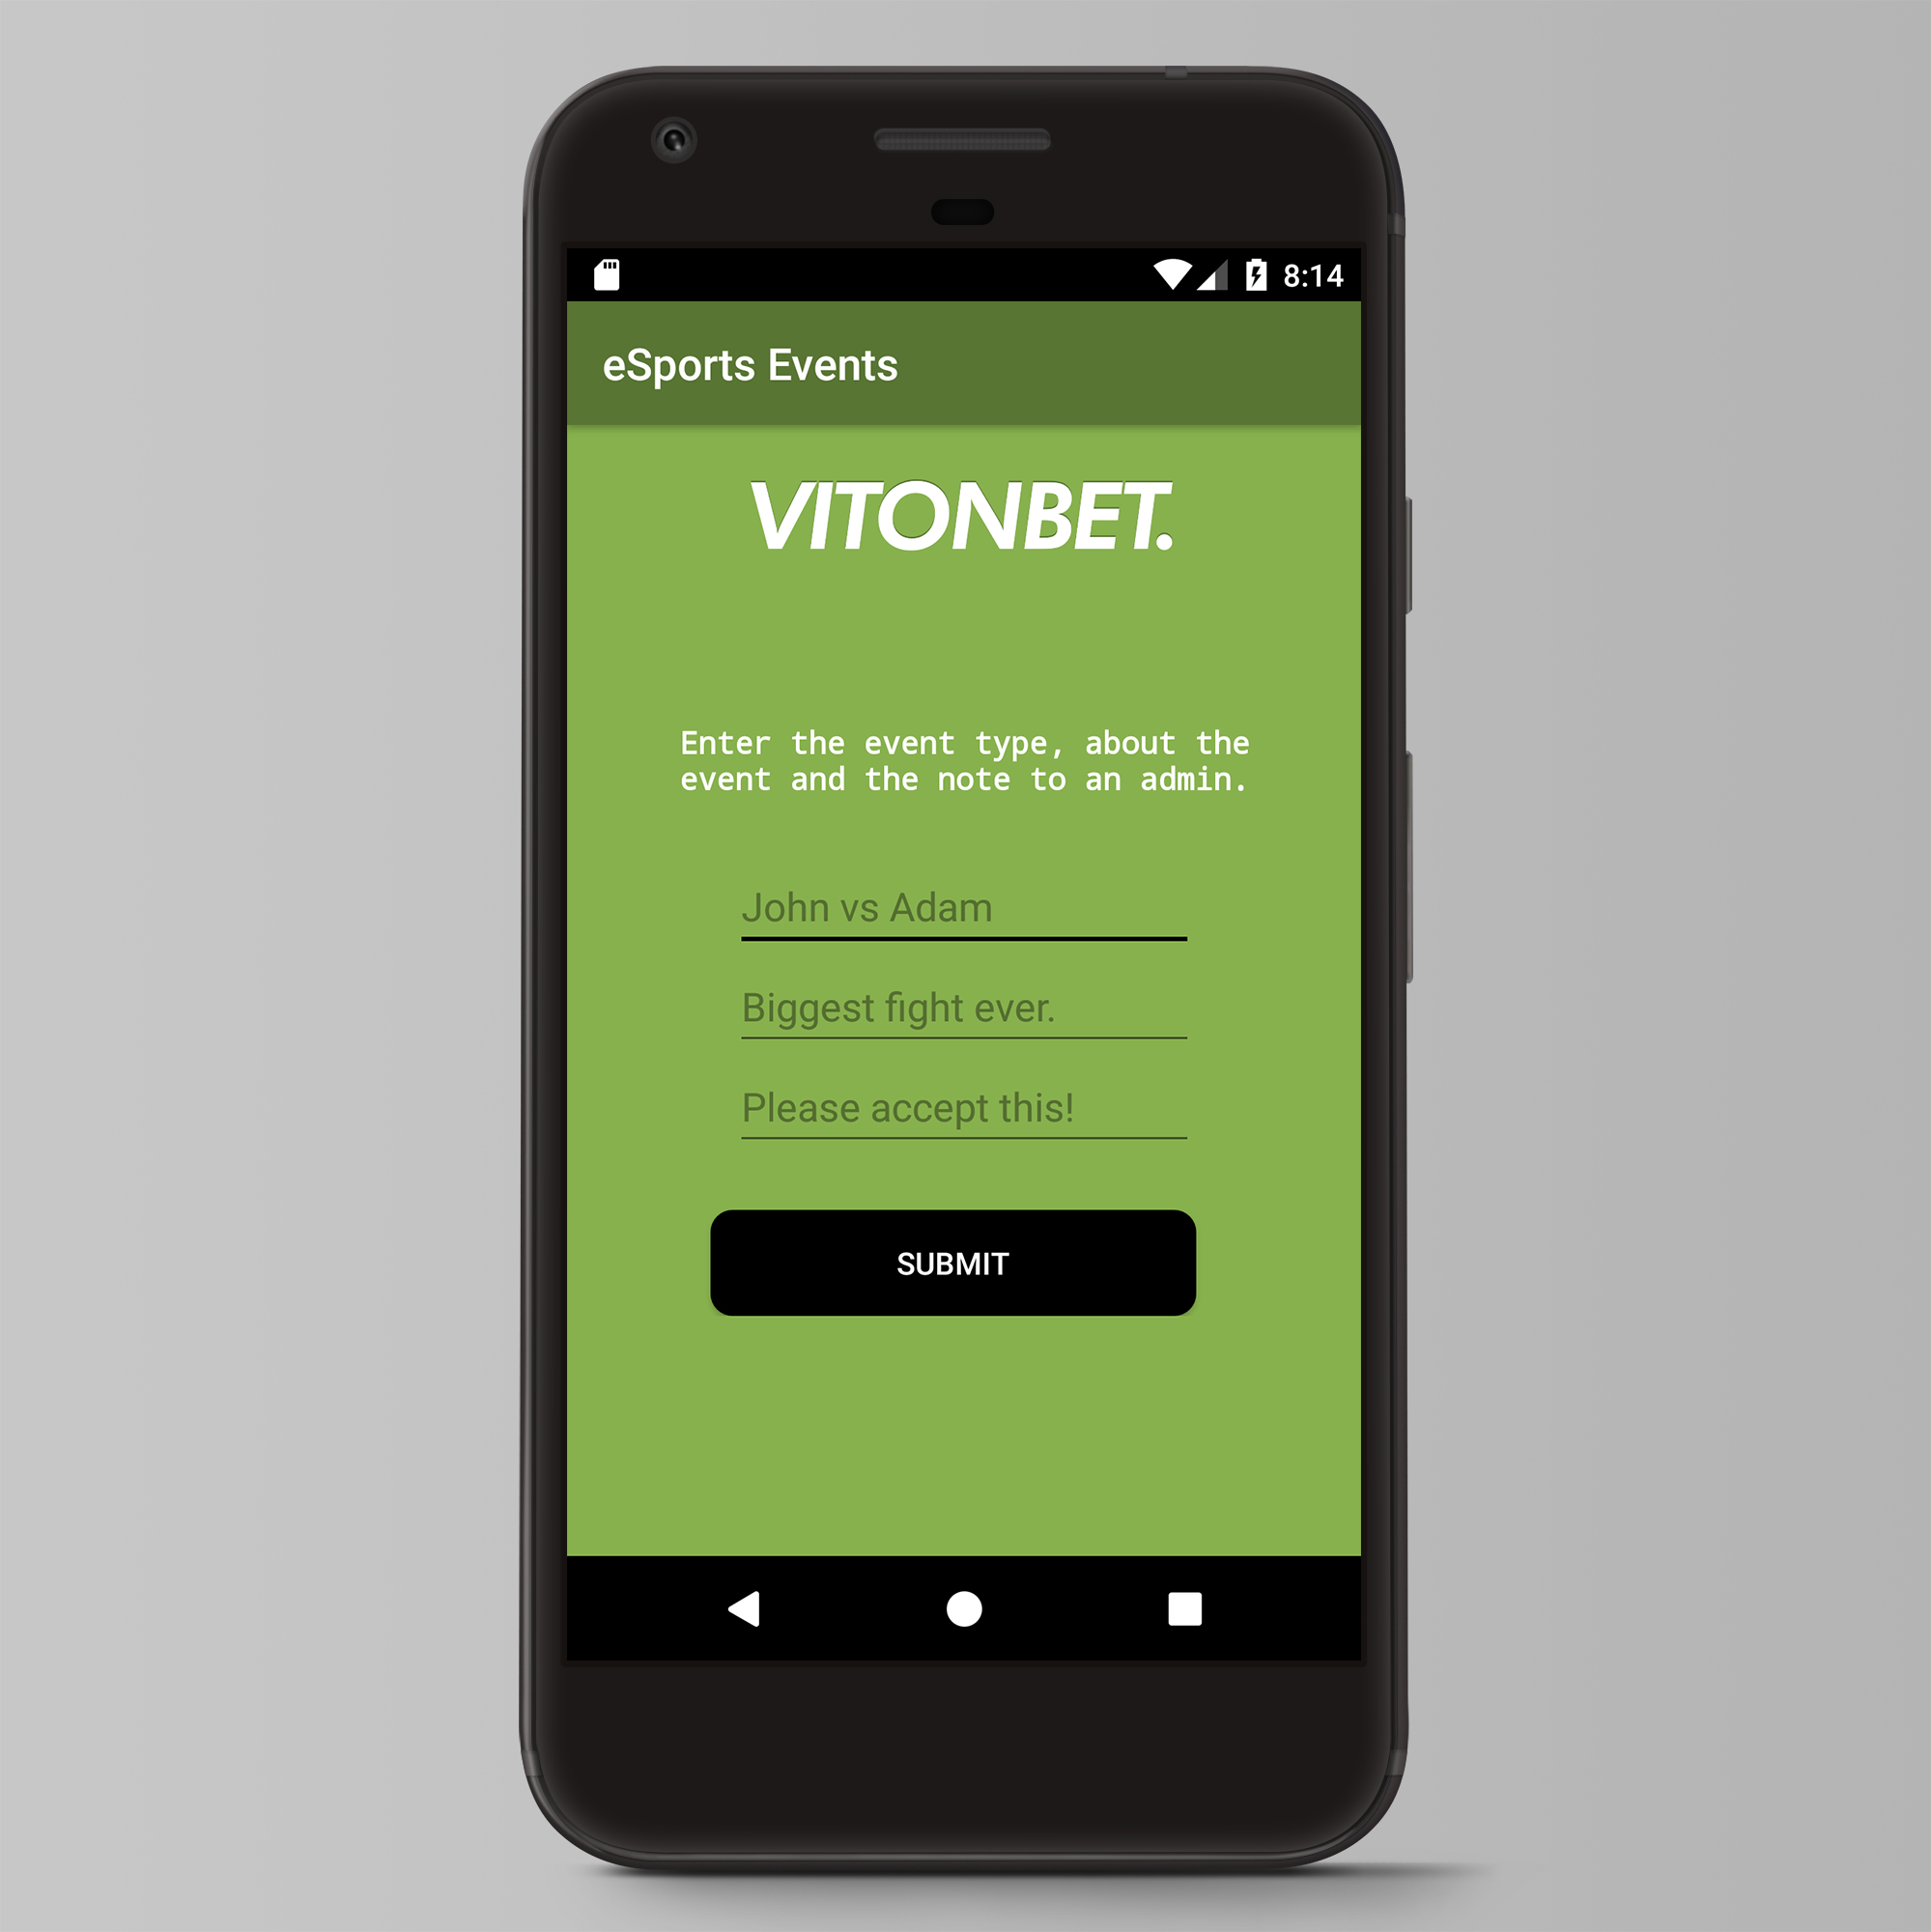 8:14
eSports Events
VITONBET.
Enter the event type, about the
event and the note to an admin.
John vs Adam
Biggest fight ever.
Please accept this!
SUBMIT